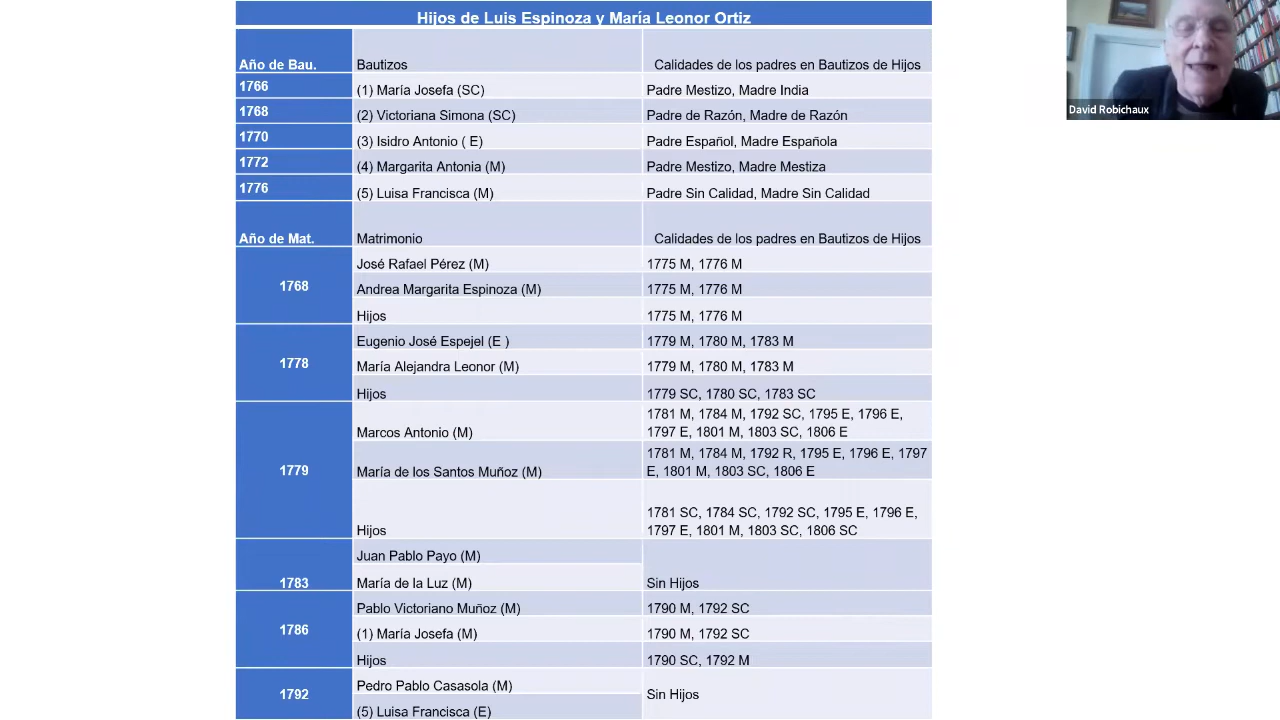 Hijos de Luis Espinoza y María Leonor Ortiz
Año de Bau. Bautizos Calidades de los padres en Bautizos de Hijos
1766 (1) María Josefa (SC) Padre Mestizo, Madre India
1768 (2) Victoriana Simona (SC) Padre de Razón, Madre de Razón
1770 (3) Isidro Antonio ( E) Padre Español, Madre Española
1772 (4) Margarita Antonia (M) Padre Mestizo, Madre Mestiza
1776 (5) Luisa Francisca (M) Padre Sin Calidad, Madre Sin Calidad
Año de Mat. Matrimonio Calidades de los padres en Bautizos de Hijos
1768
José Rafael Pérez (M) 1775 M, 1776 M
Andrea Margarita Espinoza (M) 1775 M, 1776 M
Hijos 1775 M, 1776 M
1778
Eugenio José Espejel (E ) 1779 M, 1780 M, 1783 M
María Alejandra Leonor (M) 1779 M, 1780 M, 1783 M
Hijos 1779 SC, 1780 SC, 1783 SC
1779
Marcos Antonio (M)
1781 M, 1784 M, 1792 SC, 1795 E, 1796 E,
1797 E, 1801 M, 1803 SC, 1806 E
María de los Santos Muñoz (M)
1781 M, 1784 M, 1792 R, 1795 E, 1796 E, 1797
E, 1801 M, 1803 SC, 1806 E
Hijos
1781 SC, 1784 SC, 1792 SC, 1795 E, 1796 E,
1797 E, 1801 M, 1803 SC, 1806 SC
1783
Juan Pablo Payo (M)
María de la Luz (M) Sin Hijos
1786
Pablo Victoriano Muñoz (M) 1790 M, 1792 SC
(1) María Josefa (M) 1790 M, 1792 SC
Hijos 1790 SC, 1792 M
1792
Pedro Pablo Casasola (M)
Sin Hijos
(5) Luisa Francisca (E)
David Robichaux